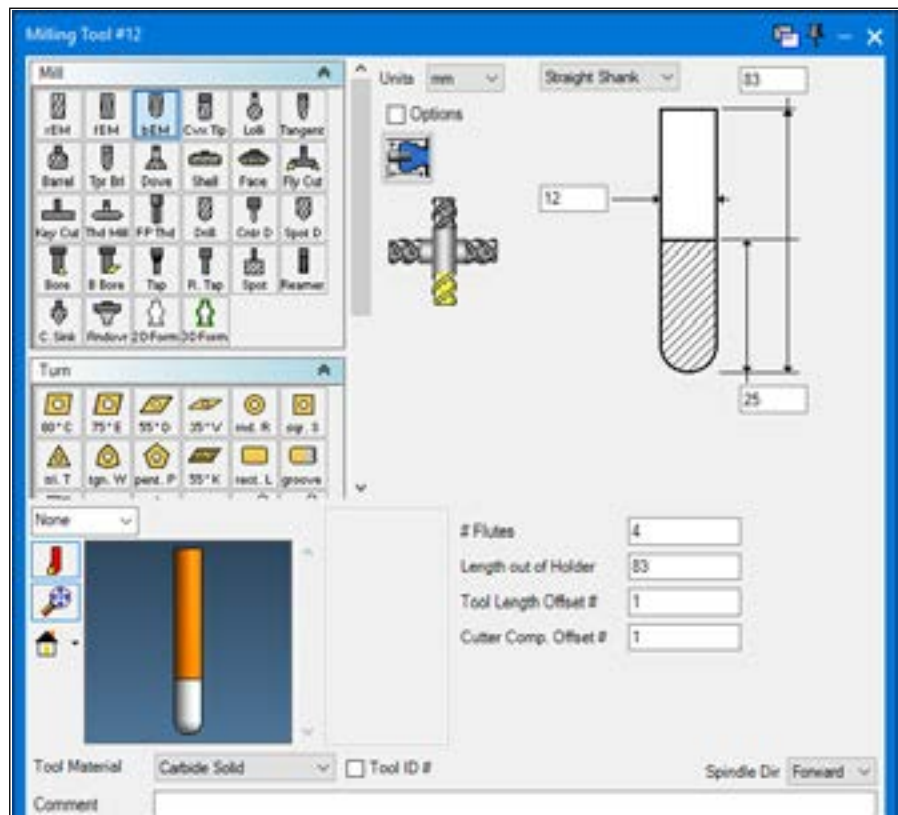 Milling Tool #12
Mill
Units mm Straight Shank 83
Options
rEM fEM bEM Cvx Tip Lolli Tangent
Barrel Tpr Brl Dove Shell Face Fly Cut
12
Key Cut Thd Mill FP Thd Drill Cntr D Spot D
Bore B Bore Tap R. Tap Spot Reamer
C. Sink Rndovr 2D Form 3D Form
Turn
25
80° C 75° E 55° D 35° V rnd. R sqr. S
tri. T tgn. W pent. P 55° K rect. L groove
None
# Flutes 4
Length out of Holder 83
Tool Length Offset # 1
Cutter Comp. Offset # 1
Tool Material Carbide Solid Tool ID # Spindle Dir Forward
Comment